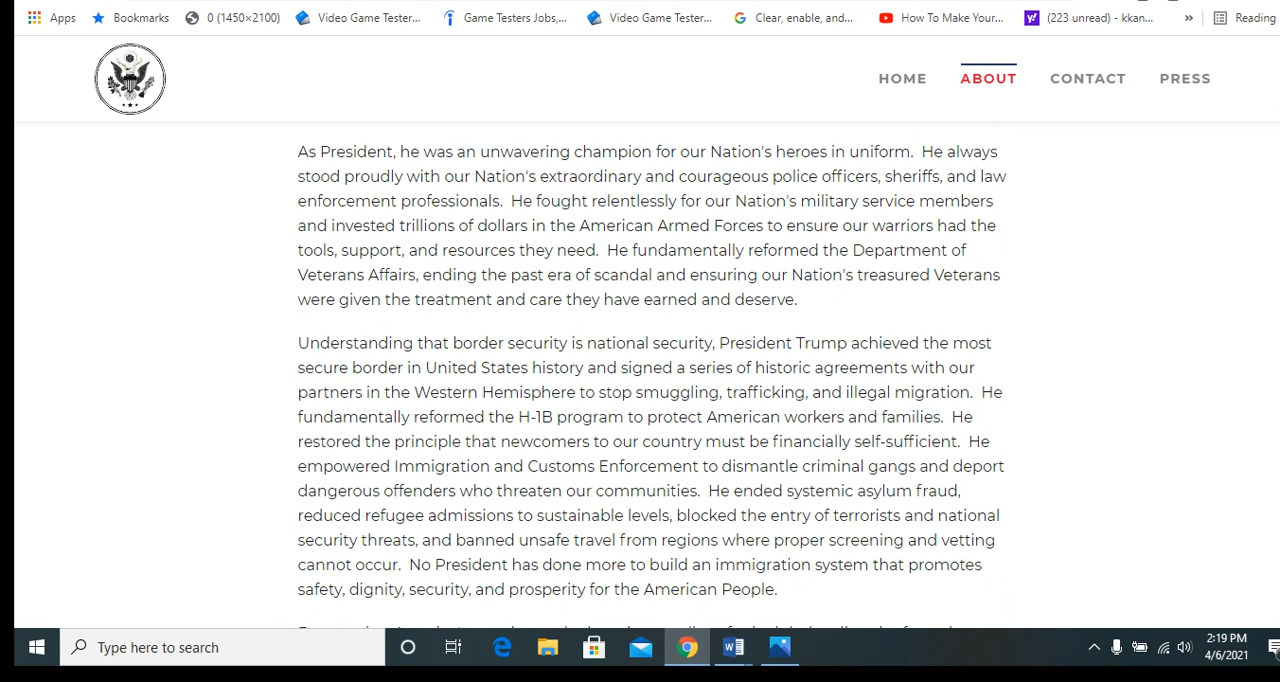 Apps
Bookmarks
0 (1450×2100)
Video Game Tester...
Game Testers Jobs,...
Video Game Tester...
Clear, enable, and...
How To Make Your...
(223 unread) - kkan...
»
Reading
HOME
ABOUT
CONTACT
PRESS
As President, he was an unwavering champion for our Nation's heroes in uniform.  He always
stood proudly with our Nation's extraordinary and courageous police officers, sheriffs, and law
enforcement professionals.  He fought relentlessly for our Nation's military service members
and invested trillions of dollars in the American Armed Forces to ensure our warriors had the
tools, support, and resources they need.  He fundamentally reformed the Department of
Veterans Affairs, ending the past era of scandal and ensuring our Nation's treasured Veterans
were given the treatment and care they have earned and deserve.
Understanding that border security is national security, President Trump achieved the most
secure border in United States history and signed a series of historic agreements with our
partners in the Western Hemisphere to stop smuggling, trafficking, and illegal migration.  He
fundamentally reformed the H-1B program to protect American workers and families.  He
restored the principle that newcomers to our country must be financially self-sufficient.  He
empowered Immigration and Customs Enforcement to dismantle criminal gangs and deport
dangerous offenders who threaten our communities.  He ended systemic asylum fraud,
reduced refugee admissions to sustainable levels, blocked the entry of terrorists and national
security threats, and banned unsafe travel from regions where proper screening and vetting
cannot occur.  No President has done more to build an immigration system that promotes
safety, dignity, security, and prosperity for the American People.
Type here to search
2:19 PM
4/6/2021